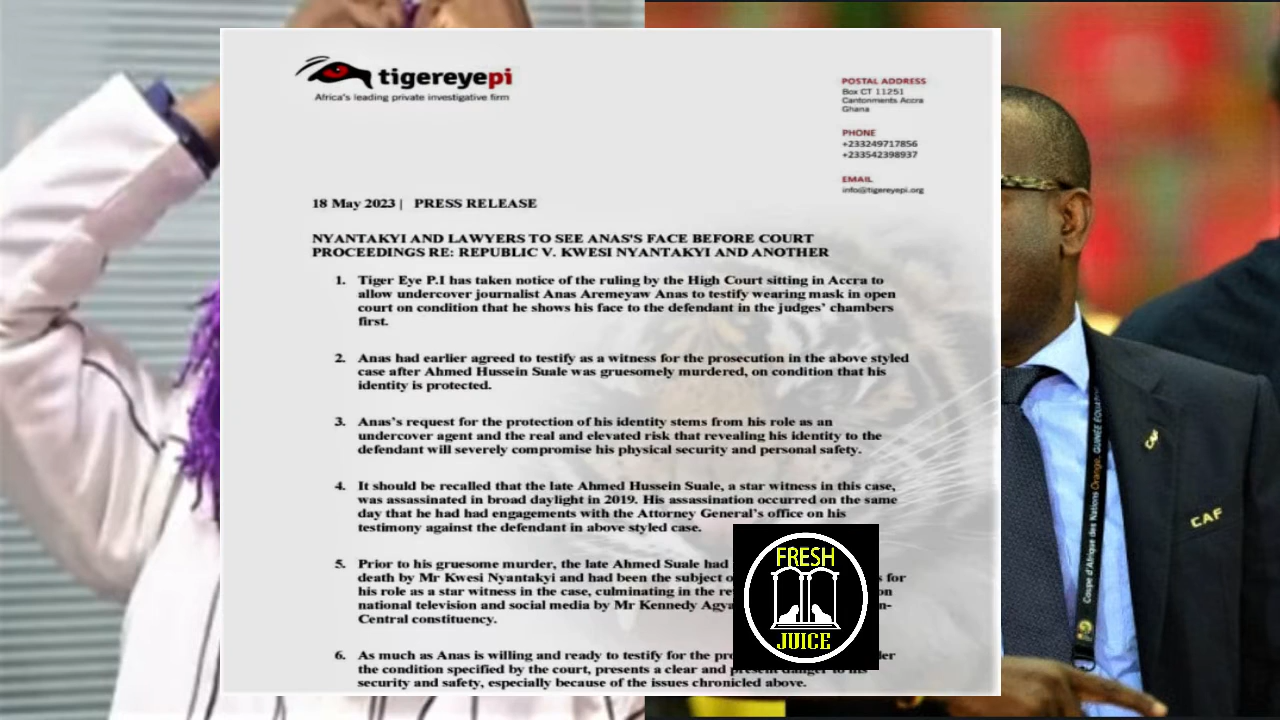 tigereyepi
Africa's leading private investigative firm
POSTAL ADDRESS
Box CT 11251
Cantonments Accra
Ghana
PHONE
+233249717856
+233542398937
EMAIL
info@tigereyepi.org
18 May 2023 | PRESS RELEASE
NYANTAKYI AND LAWYERS TO SEE ANAS'S FACE BEFORE COURT
PROCEEDINGS RE: REPUBLIC V. KWESI NYANTAKYI AND ANOTHER
1. Tiger Eye P.I has taken notice of the ruling by the High Court sitting in Accra to
allow undercover journalist Anas Aremeyaw Anas to testify wearing mask in open
court on condition that he shows his face to the defendant in the judges' chambers
first.
2. Anas had earlier agreed to testify as a witness for the prosecution in the above styled
case after Ahmed Hussein Suale was gruesomely murdered, on condition that his
identity is protected.
3. Anas's request for the protection of his identity stems from his role as an
undercover agent and the real and elevated risk that revealing his identity to the
defendant will severely compromise his physical security and personal safety.
4. It should be recalled that the late Ahmed Hussein Suale, a star witness in this case,
was assassinated in broad daylight in 2019. His assassination occurred on the same
day that he had had engagements with the Attorney General's office on his
testimony against the defendant in above styled case.
5. Prior to his gruesome murder, the late Ahmed Suale had
death by Mr Kwesi Nyantakyi and had been the subject for
his role as a star witness in the case, culminating in the on
national television and social media by Mr Kennedy
Central constituency.
6. As much as Anas is willing and ready to testify for the
the condition specified by the court, presents a clear and present danger to his
security and safety, especially because of the issues chronicled above.
FRESH
JUICE
Coupe d'Afrique des Nations Orange, GUINÉE
CAF